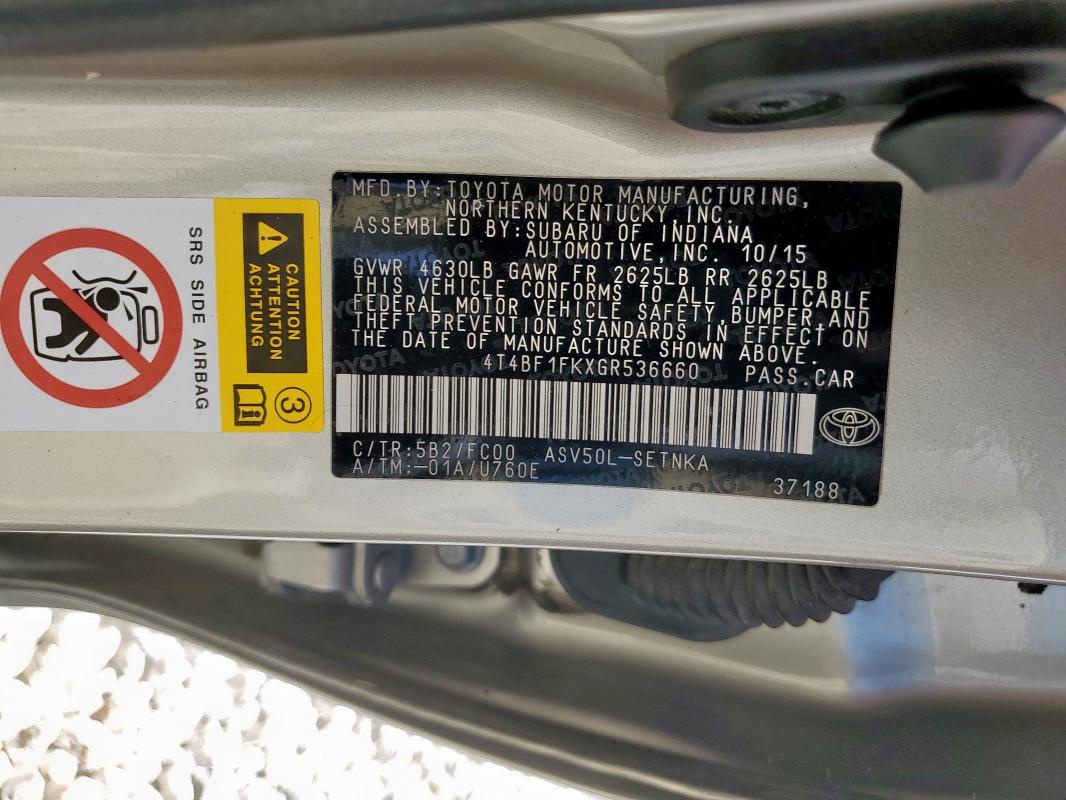 MFD.BY:TOYOTA MOTOR MANUFACTURING,
NORTHERN KENTUCKY, INC.
ASSEMBLED BY:SUBARU OF INDIANA
AUTOMOTIVE, INC. 10/15
GVWR 4630LB GAWR FR 2625LB RR 2625LB
THIS VEHICLE CONFORMS TO ALL APPLICABLE
FEDERAL MOTOR VEHICLE SAFETY, BUMPER, AND
THEFT PREVENTION STANDARDS IN EFFECT ON
THE DATE OF MANUFACTURE SHOWN ABOVE.
4T4BF1FKXGR536660 PASS.CAR
C/TR:5B2/FC00 ASV50L-SETNKA
A/TM:-01A/U760E
37188
CAUTION
ATTENTION
ACHTUNG
3
SRS SIDE AIRBAG